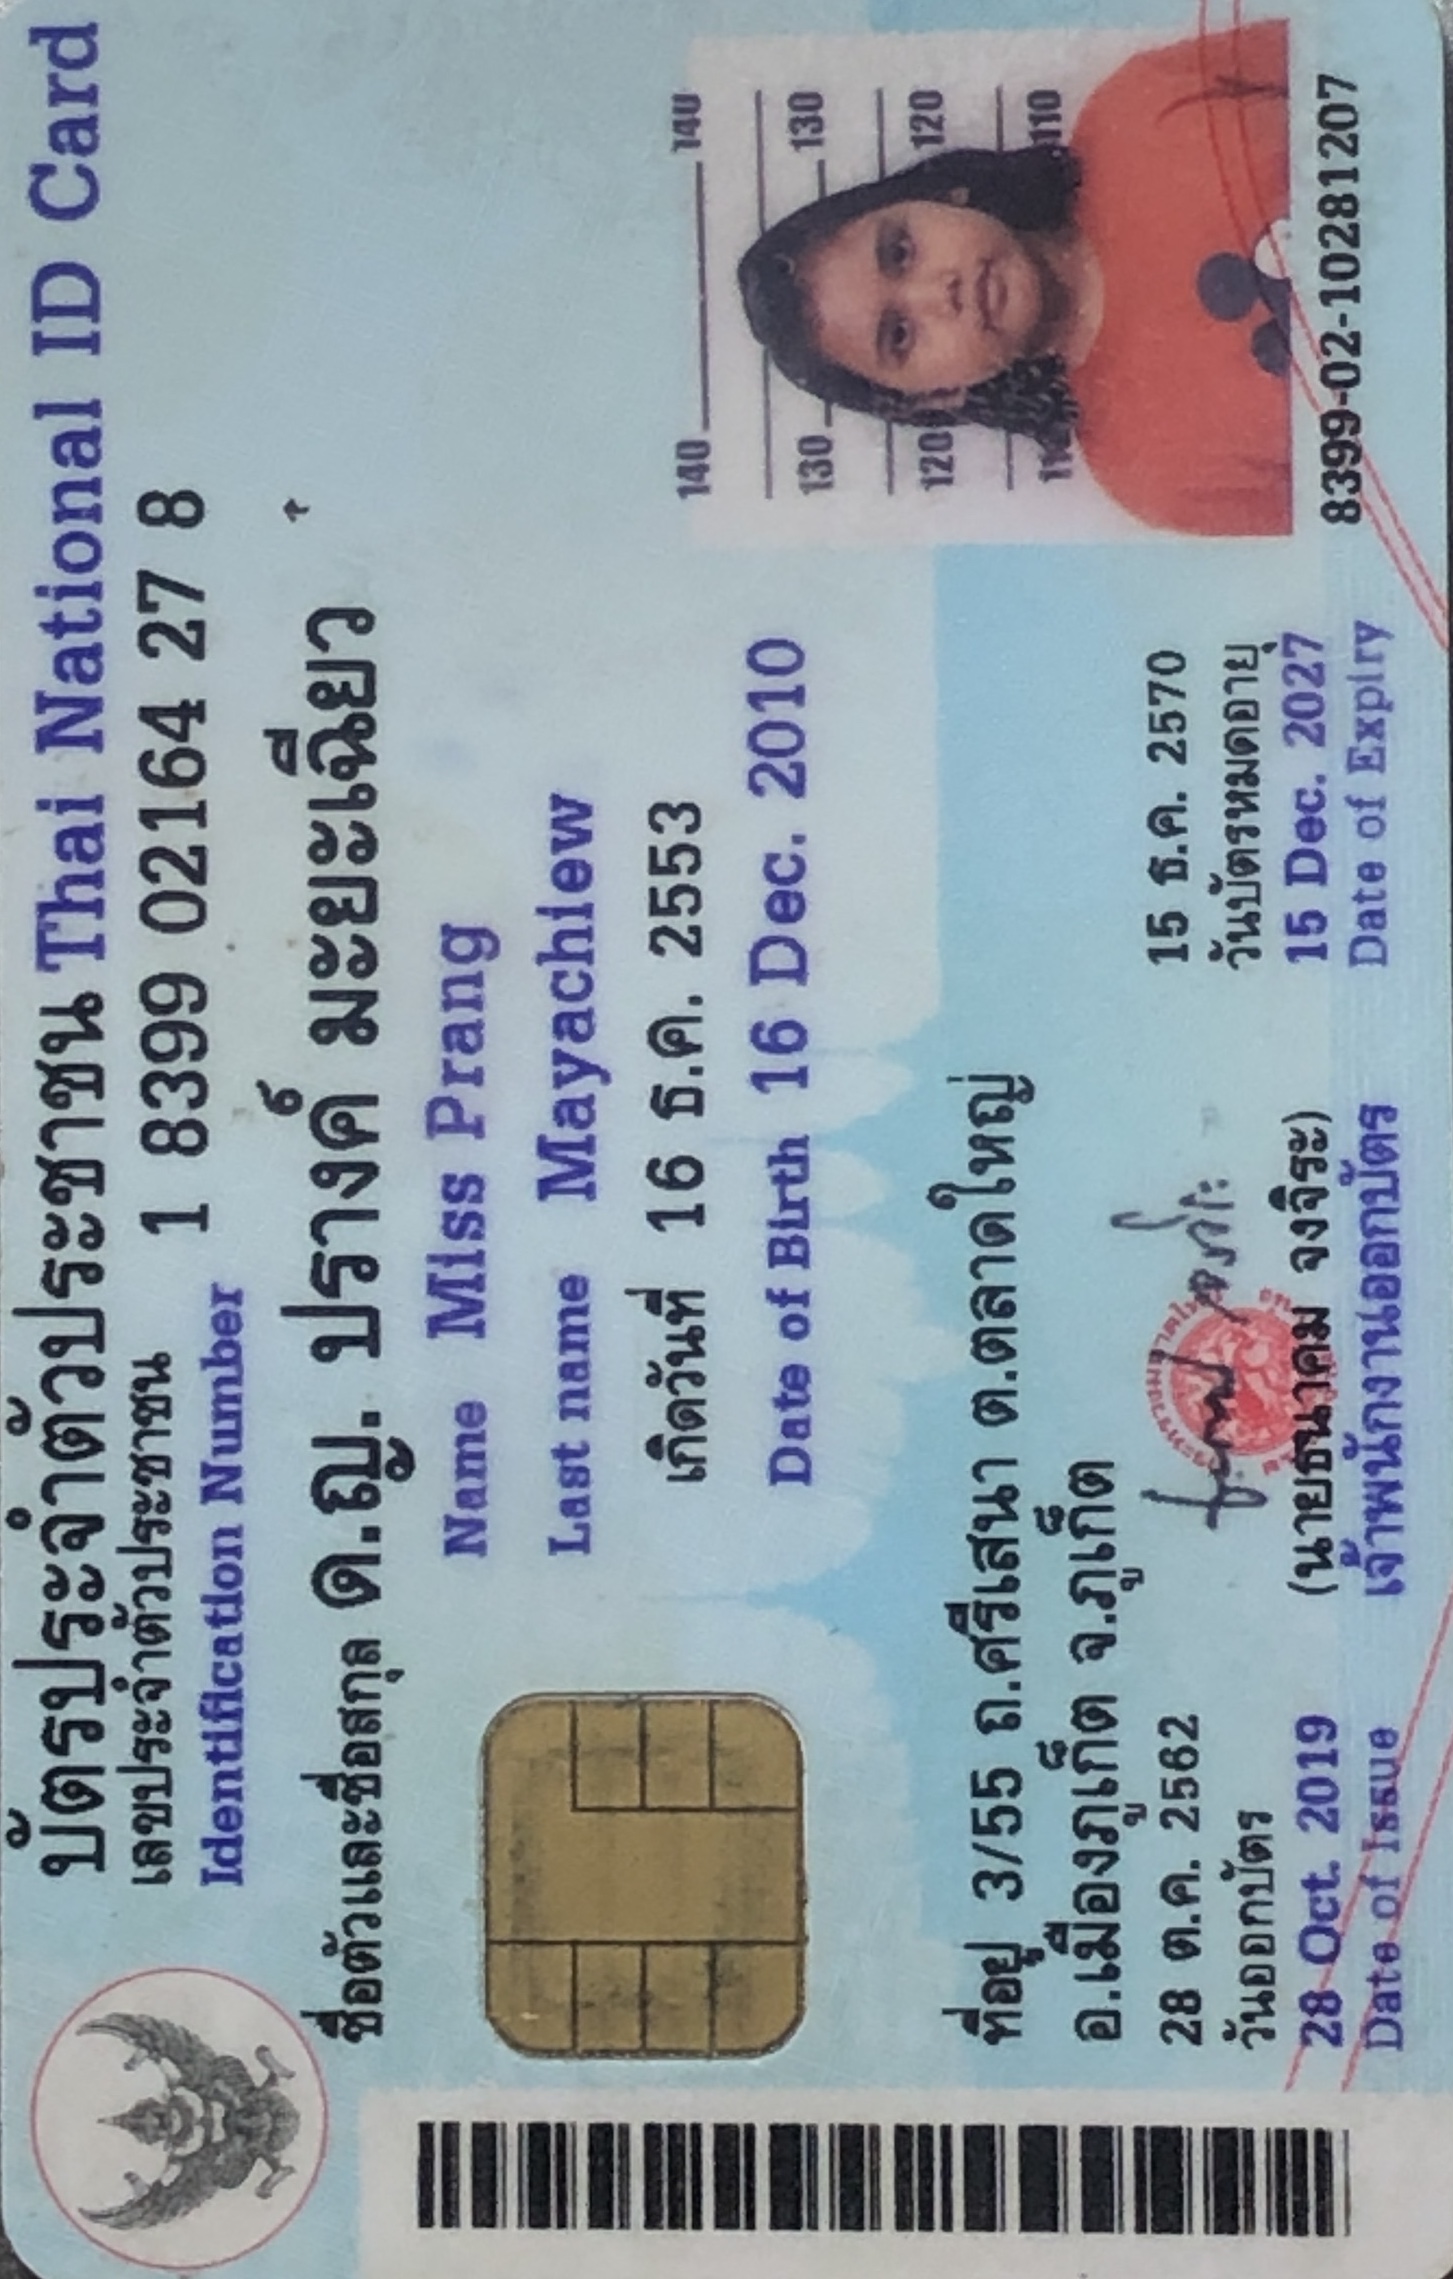 บัตรประจำตัวประชาชน Thai National ID Card
เลขประจำตัวประชาชน 1 8399 02164 27 8
Identification Number
ชื่อตัวและชื่อสกุล ด.ญ. ปรางค์ มะยะเฉียว
Name Miss Prang
Last name Mayachiew
เกิดวันที่ 16 ธ.ค. 2553
Date of Birth 16 Dec. 2010
140 140
130 130
120 120
110
ที่อยู่ 3/55 ถ.ศรีเสนา ต.ตลาดใหญ่
อ.เมืองภูเก็ต จ.ภูเก็ต
28 ต.ค. 2562
วันออกบัตร
28 Oct. 2019
Date of Issue
(นายธนาคม จงจิระ)
เจ้าพนักงานออกบัตร
15 ธ.ค. 2570
วันบัตรหมดอายุ
15 Dec. 2027
Date of Expiry
8399-02-10281207